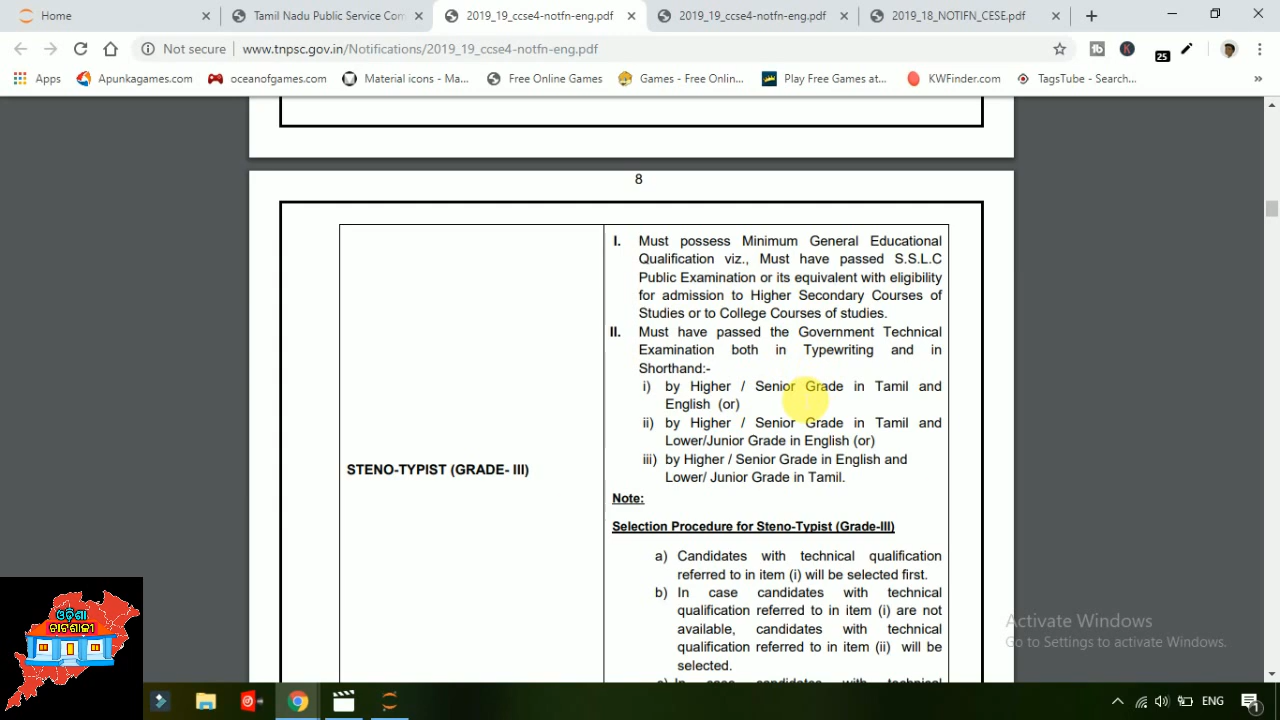 Home
Tamil Nadu Public Service Com
2019_19_ccse4-notfn-eng.pdf
2019_19_ccse4-notfn-eng.pdf
2019_18_NOTIFN_CESE.pdf
Not secure
www.tnpsc.gov.in/Notifications/2019_19_ccse4-notfn-eng.pdf
25
Apps
Apunkagames.com
oceanofgames.com
Material icons - Ma...
Free Online Games
Games - Free Onlin...
Play Free Games at...
KWFinder.com
TagsTube - Search...
8
STENO-TYPIST (GRADE- III)
I. Must possess Minimum General Educational
Qualification viz., Must have passed S.S.L.C
Public Examination or its equivalent with eligibility
for admission to Higher Secondary Courses of
Studies or to College Courses of studies.
II. Must have passed the Government Technical
Examination both in Typewriting and in
Shorthand:-
i) by Higher / Senior Grade in Tamil and
English (or)
ii) by Higher / Senior Grade in Tamil and
Lower/Junior Grade in English (or)
iii) by Higher / Senior Grade in English and
Lower/ Junior Grade in Tamil.
Note:
Selection Procedure for Steno-Typist (Grade-III)
a) Candidates with technical qualification
referred to in item (i) will be selected first.
b) In case candidates with technical
qualification referred to in item (i) are not
available, candidates with technical
qualification referred to in item (ii) will be
selected.
c) In case candidates with technical
Activate Windows
Go to Settings to activate Windows.
ଓଡ଼ିଶା
ଚାଟଶାଳୀ
ENG
1